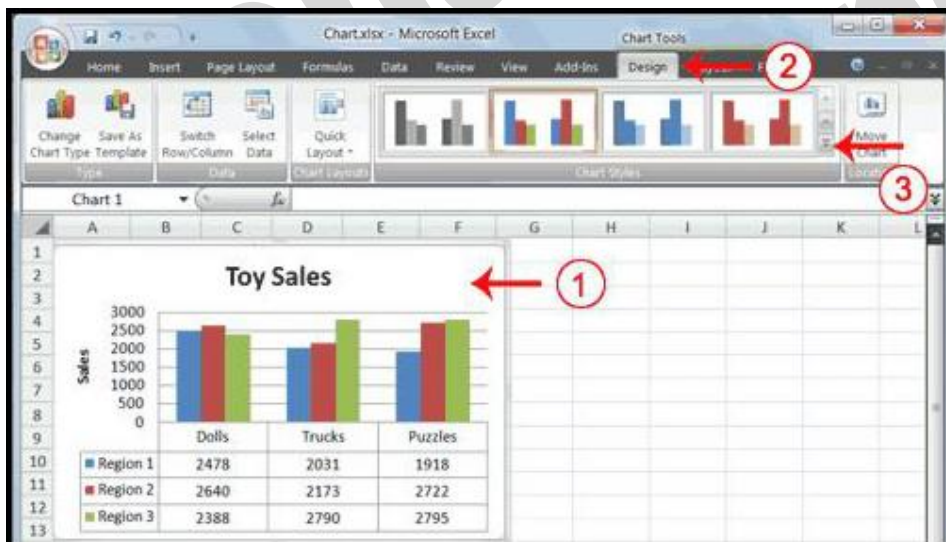 Chart.xlsx - Microsoft Excel
Chart Tools
Home Insert Page Layout Formulas Data Review View Add-Ins Design
2
Change Chart Type
Save As Template
Switch Row/Column
Select Data
Quick Layout
Move Chart
Type Data Chart Layouts Chart Styles
3
Chart 1 fx
A B C D E F G H I J K L
1
2
3
4
5
6
7
8
9
10
11
12
13
Toy Sales
1
Sales
3000
2500
2000
1500
1000
500
0
Dolls Trucks Puzzles
Region 1 2478 2031 1918
Region 2 2640 2173 2722
Region 3 2388 2790 2795